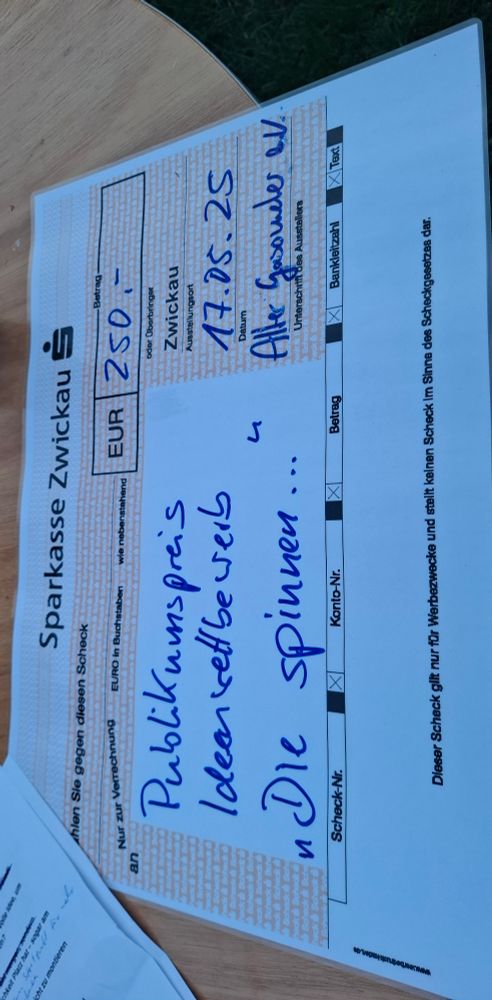 Sparkasse Zwickau
hlen Sie gegen diesen Scheck
Betrag
Nur zur Verrechnung EURO in Buchstaben wie nebenstehend
EUR 250,-
an
oder Überbringer
Publikumspreis
Ideenwettbewerb
"Die spinnen..."
Zwickau
Ausstellungsort
17.05.25
Datum
Alter Gasometer e.V.
Unterschrift des Ausstellers
Scheck-Nr. Konto-Nr. Betrag Bankleitzahl Text
Dieser Scheck gilt nur für Werbezwecke und stellt keinen Scheck im Sinne des Scheckgesetzes dar.